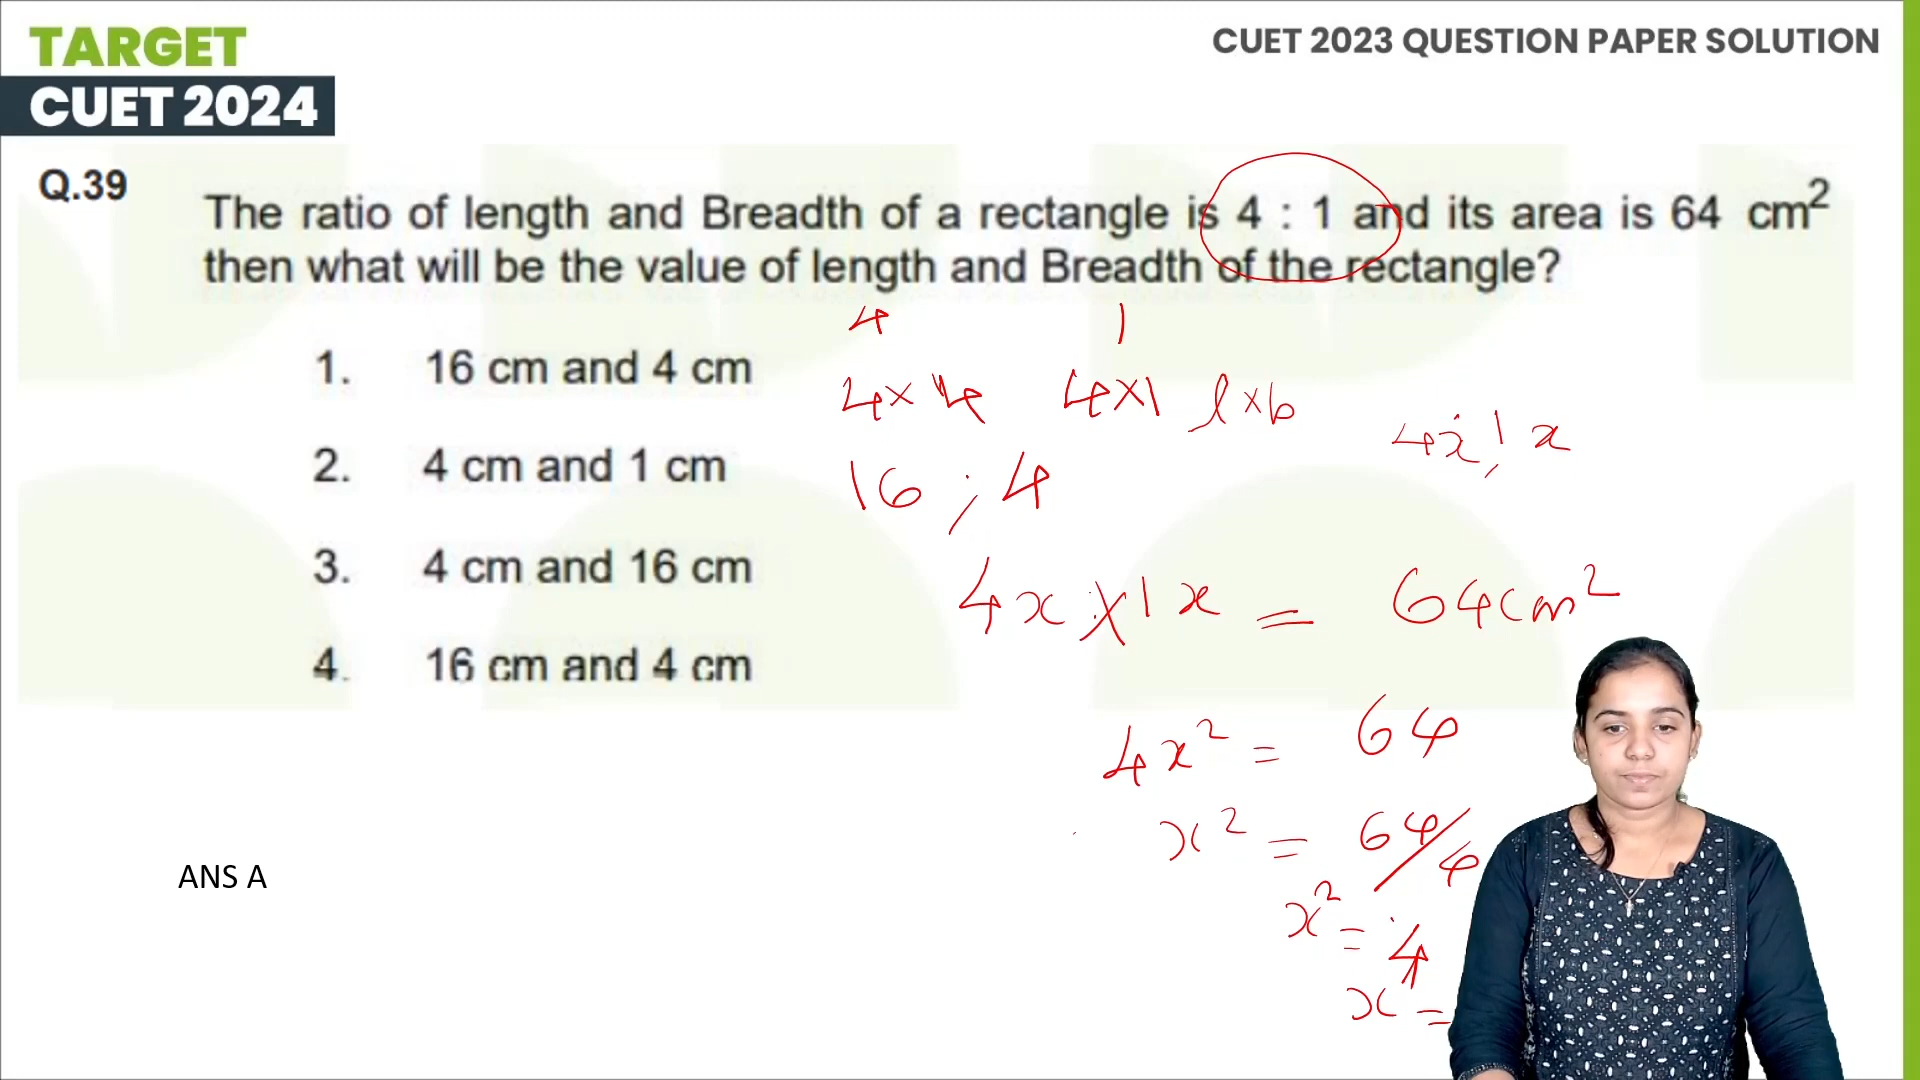 TARGET
CUET 2024
CUET 2023 QUESTION PAPER SOLUTION
Q.39
The ratio of length and Breadth of a rectangle is 4 : 1 and its area is 64 cm²
then what will be the value of length and Breadth of the rectangle?
1. 16 cm and 4 cm
2. 4 cm and 1 cm
3. 4 cm and 16 cm
4. 16 cm and 4 cm
4 1
4×4 4×1 l×b
4x : x
16 ; 4
4x × 1x = 64cm²
4x² = 64
x² = 64/4
x² = 4
x =
ANS A